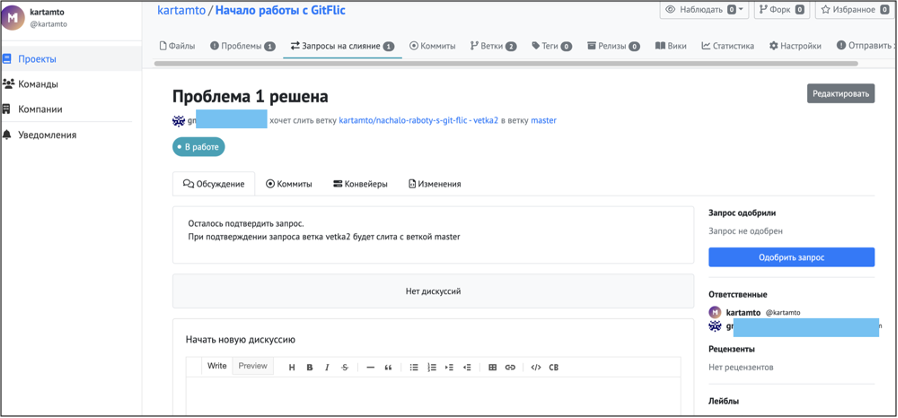 kartamto
@kartamto
Проекты
Команды
Компании
Уведомления
kartamto / Начало работы с GitFlic
Наблюдать 0
Форк 0
Избранное 0
Файлы Проблемы 1 Запросы на слияние 1 Коммиты Ветки 2 Теги 0 Релизы 0 Вики Статистика Настройки Отправить
Проблема 1 решена
Редактировать
gr хочет слить ветку kartamto/nachalo-raboty-s-git-flic - vetka2 в ветку master
В работе
Обсуждение Коммиты Конвейеры Изменения
Осталось подтвердить запрос.
При подтверждении запроса ветка vetka2 будет слита с веткой master
Нет дискуссий
Начать новую дискуссию
Write Preview H B I S CB
Запрос одобрили
Запрос не одобрен
Одобрить запрос
Ответственные
kartamto @kartamto
Рецензенты
Нет рецензентов
Лейблы